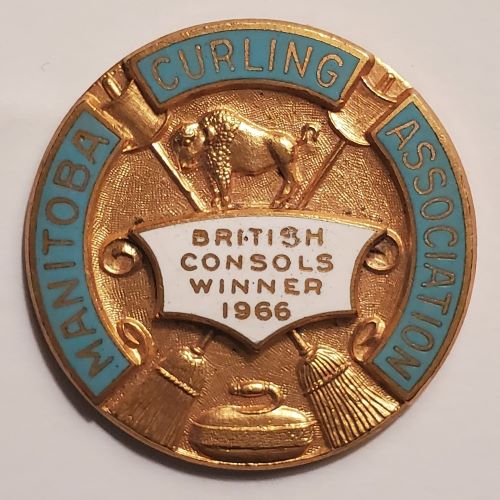 MANITOBA
CURLING
ASSOCIATION
BRITISH
CONSOLS
WINNER
1966